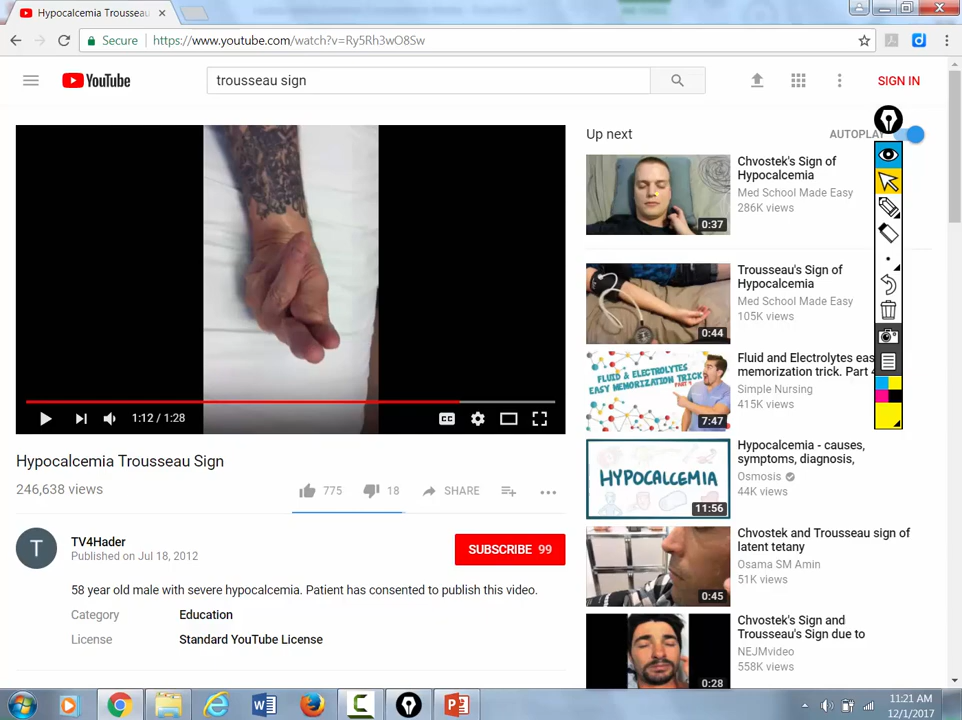 Hypocalcemia Trousseau
Secure
https://www.youtube.com/watch?v=Ry5Rh3wO8Sw
YouTube
trousseau sign
SIGN IN
Up next
AUTOPLAY
Chvostek's Sign of
Hypocalcemia
Med School Made Easy
286K views
0:37
Trousseau's Sign of
Hypocalcemia
Med School Made Easy
105K views
0:44
Fluid and Electrolytes eas
memorization trick. Part
Simple Nursing
415K views
FLUID & ELECTROLYTES
EASY MEMORIZATION TRICK
7:47
1:12 / 1:28
CC
Hypocalcemia Trousseau Sign
246,638 views
775
18
SHARE
Hypocalcemia - causes,
symptoms, diagnosis,
Osmosis
44K views
HYPOCALCEMIA
11:56
T
TV4Hader
Published on Jul 18, 2012
SUBSCRIBE 99
58 year old male with severe hypocalcemia. Patient has consented to publish this video.
Category
Education
License
Standard YouTube License
Chvostek and Trousseau sign of
latent tetany
Osama SM Amin
51K views
0:45
Chvostek's Sign and
Trousseau's Sign due to
NEJMvideo
558K views
0:28
11:21 AM
12/1/2017